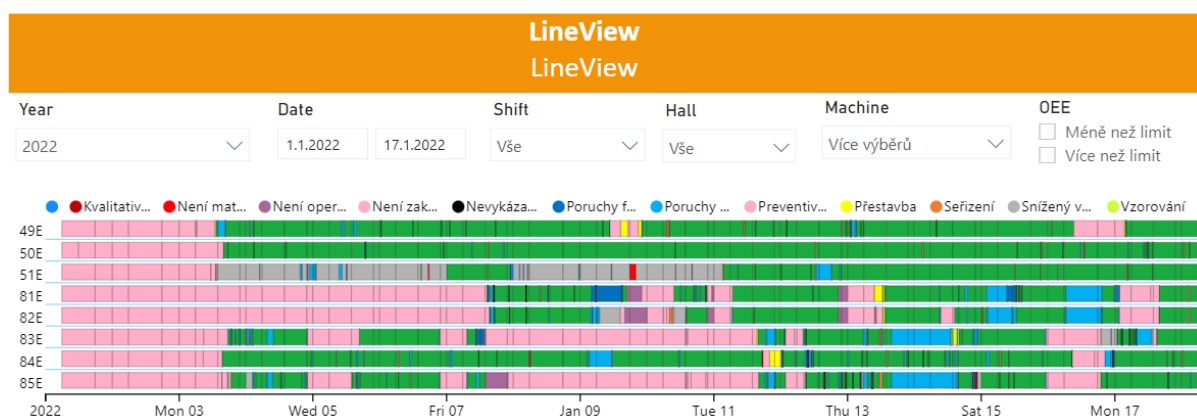 LineView
LineView
Year Date Shift Hall Machine OEE
2022 1.1.2022 17.1.2022 Vše Vše Více výběrů Méně než limit
Více než limit
Kvalitativ... Není mat... Není oper... Není zak... Nevykáza... Poruchy f... Poruchy ... Preventiv... Přestavba Seřízení Snížený v... Vzorování
49E
50E
51E
81E
82E
83E
84E
85E
2022 Mon 03 Wed 05 Fri 07 Jan 09 Tue 11 Thu 13 Sat 15 Mon 17